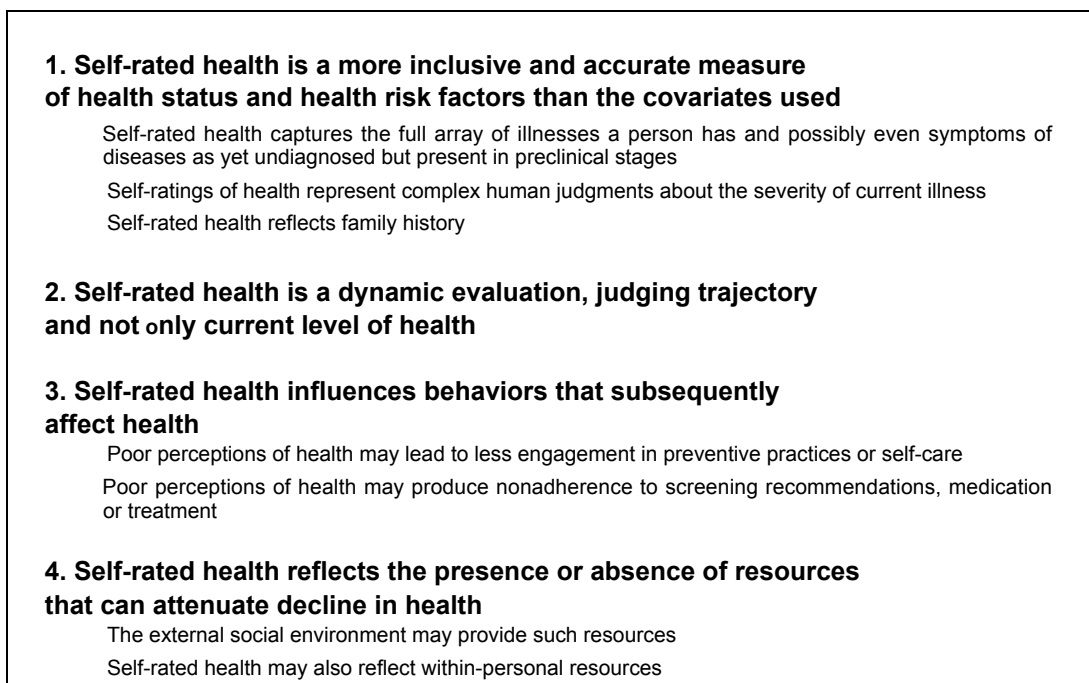 1. Self-rated health is a more inclusive and accurate measure
of health status and health risk factors than the covariates used
Self-rated health captures the full array of illnesses a person has and possibly even symptoms of
diseases as yet undiagnosed but present in preclinical stages
Self-ratings of health represent complex human judgments about the severity of current illness
Self-rated health reflects family history
2. Self-rated health is a dynamic evaluation, judging trajectory
and not only current level of health
3. Self-rated health influences behaviors that subsequently
affect health
Poor perceptions of health may lead to less engagement in preventive practices or self-care
Poor perceptions of health may produce nonadherence to screening recommendations, medication
or treatment
4. Self-rated health reflects the presence or absence of resources
that can attenuate decline in health
The external social environment may provide such resources
Self-rated health may also reflect within-personal resources